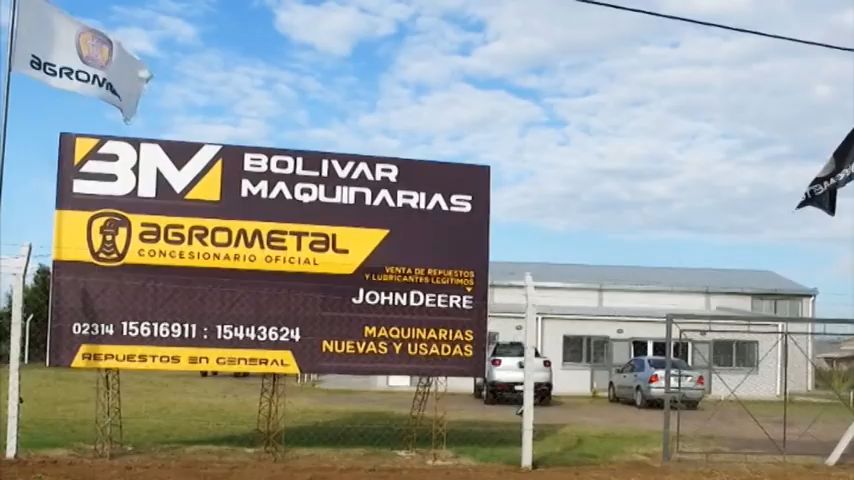 AGROMETAL
BM
BOLIVAR
MAQUINARIAS
AGROMETAL
CONCESIONARIO OFICIAL
VENTA DE REPUESTOS
Y LUBRICANTES LEGITIMOS
JOHN DEERE
02314 15616911 : 15443624
REPUESTOS EN GENERAL
MAQUINARIAS
NUEVAS Y USADAS